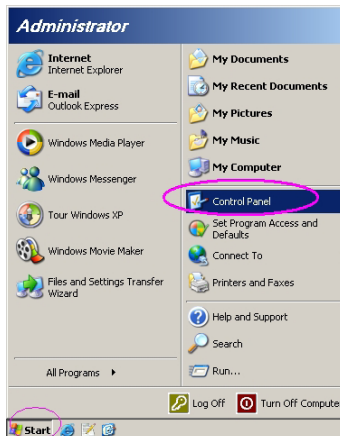 Administrator
Internet
Internet Explorer
E-mail
Outlook Express
Windows Media Player
Windows Messenger
Tour Windows XP
Windows Movie Maker
Files and Settings Transfer
Wizard
All Programs
My Documents
My Recent Documents
My Pictures
My Music
My Computer
Control Panel
Set Program Access and
Defaults
Connect To
Printers and Faxes
Help and Support
Search
Run...
Log Off
Turn Off Compute
Start